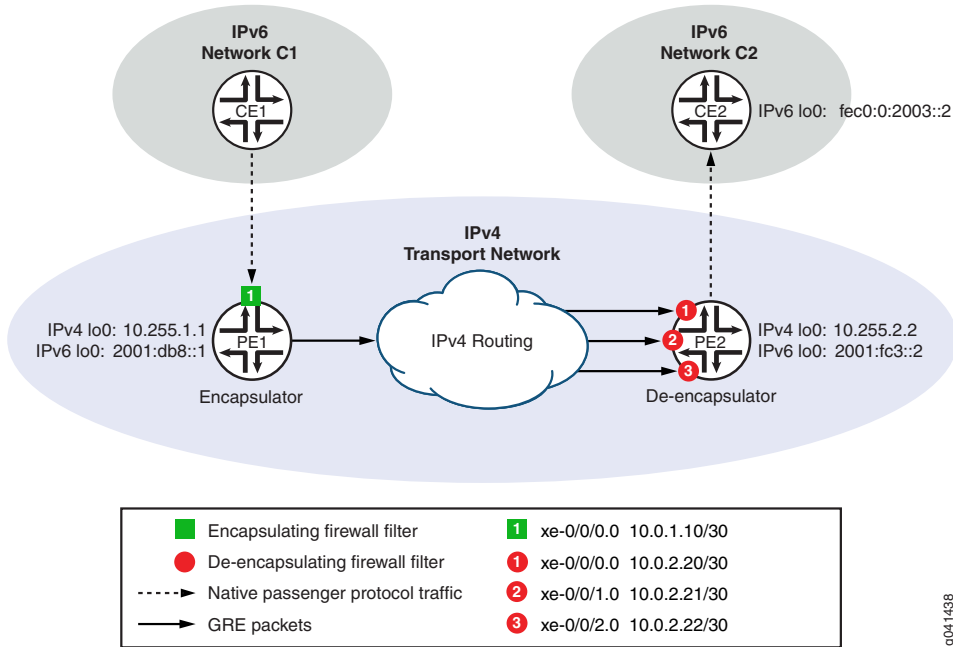 IPv6
Network C1
IPv6
Network C2
CE1
CE2
IPv6 lo0: fec0:0:2003::2
IPv4
Transport Network
1
IPv4 lo0: 10.255.1.1
IPv6 lo0: 2001:db8::1
PE1
Encapsulator
IPv4 Routing
1
2
3
PE2
IPv4 lo0: 10.255.2.2
IPv6 lo0: 2001:fc3::2
De-encapsulator
Encapsulating firewall filter
De-encapsulating firewall filter
Native passenger protocol traffic
GRE packets
1 xe-0/0/0.0 10.0.1.10/30
1 xe-0/0/0.0 10.0.2.20/30
2 xe-0/0/1.0 10.0.2.21/30
3 xe-0/0/2.0 10.0.2.22/30
g041438